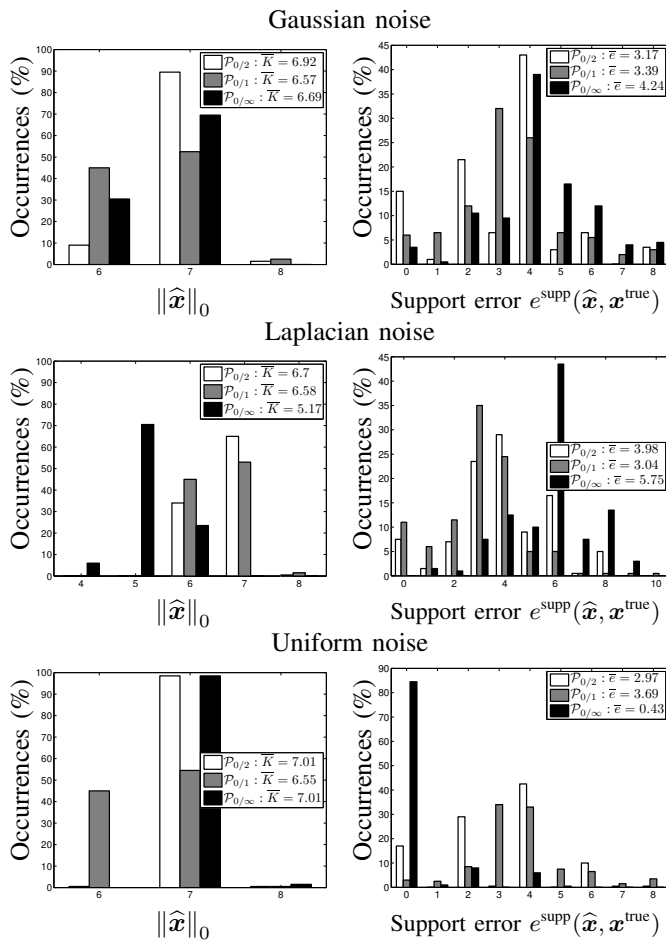 Gaussian noise
Occurrences (%)
100
90
80
70
60
50
40
30
20
10
0
6 7 8
𝒫₀/₂ : K̅ = 6.92
𝒫₀/₁ : K̅ = 6.57
𝒫₀/∞ : K̅ = 6.69
‖x̂‖₀
Occurrences (%)
45
40
35
30
25
20
15
10
5
0
0 1 2 3 4 5 6 7 8
𝒫₀/₂ : e̅ = 3.17
𝒫₀/₁ : e̅ = 3.39
𝒫₀/∞ : e̅ = 4.24
Support error eˢᵘᵖᵖ(x̂, xᵗʳᵘᵉ)
Laplacian noise
Occurrences (%)
100
90
80
70
60
50
40
30
20
10
0
4 5 6 7 8
𝒫₀/₂ : K̅ = 6.7
𝒫₀/₁ : K̅ = 6.58
𝒫₀/∞ : K̅ = 5.17
‖x̂‖₀
Occurrences (%)
45
40
35
30
25
20
15
10
5
0
0 2 4 6 8 10
𝒫₀/₂ : e̅ = 3.98
𝒫₀/₁ : e̅ = 3.04
𝒫₀/∞ : e̅ = 5.75
Support error eˢᵘᵖᵖ(x̂, xᵗʳᵘᵉ)
Uniform noise
Occurrences (%)
100
90
80
70
60
50
40
30
20
10
0
6 7 8
𝒫₀/₂ : K̅ = 7.01
𝒫₀/₁ : K̅ = 6.55
𝒫₀/∞ : K̅ = 7.01
‖x̂‖₀
Occurrences (%)
90
80
70
60
50
40
30
20
10
0
0 1 2 3 4 5 6 7 8
𝒫₀/₂ : e̅ = 2.97
𝒫₀/₁ : e̅ = 3.69
𝒫₀/∞ : e̅ = 0.43
Support error eˢᵘᵖᵖ(x̂, xᵗʳᵘᵉ)